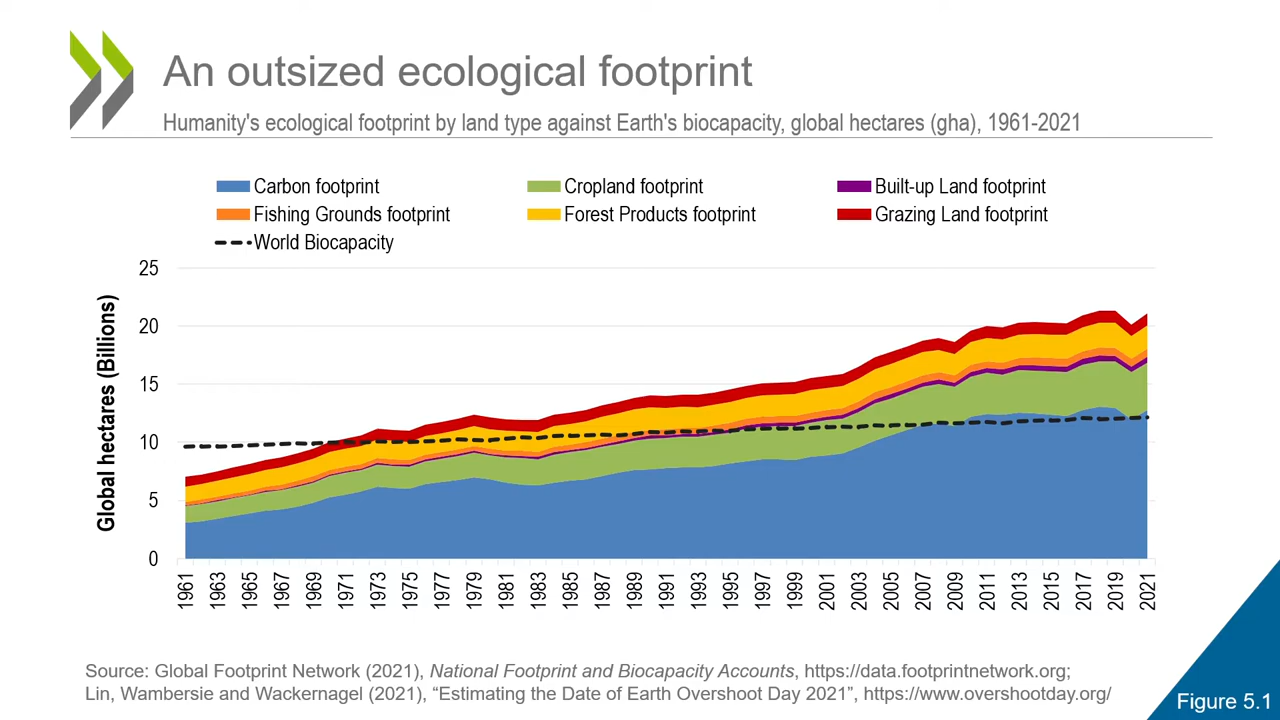 An outsized ecological footprint
Humanity's ecological footprint by land type against Earth's biocapacity, global hectares (gha), 1961-2021
Carbon footprint
Cropland footprint
Built-up Land footprint
Fishing Grounds footprint
Forest Products footprint
Grazing Land footprint
World Biocapacity
Global hectares (Billions)
25
20
15
10
5
0
1961
1963
1965
1967
1969
1971
1973
1975
1977
1979
1981
1983
1985
1987
1989
1991
1993
1995
1997
1999
2001
2003
2005
2007
2009
2011
2013
2015
2017
2019
2021
Source: Global Footprint Network (2021), National Footprint and Biocapacity Accounts, https://data.footprintnetwork.org;
Lin, Wambersie and Wackernagel (2021), “Estimating the Date of Earth Overshoot Day 2021”, https://www.overshootday.org/
Figure 5.1